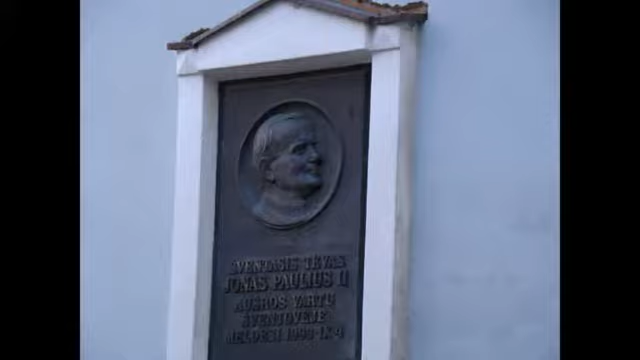 ŠVENTASIS TĖVAS
JONAS PAULIUS II
AUŠROS VARTŲ
ŠVENTOVĖJE
MELDĖSI 1993·IX·4